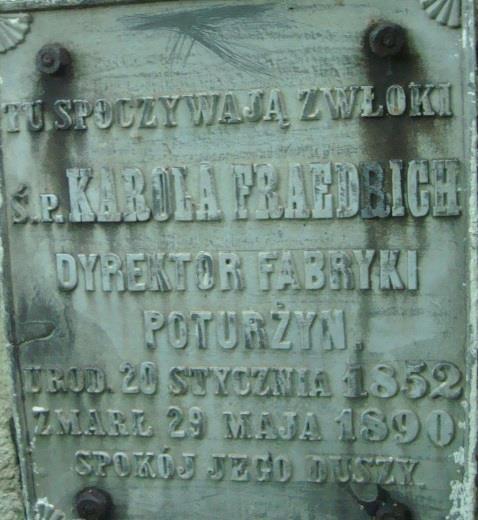 TU SPOCZYWAJĄ ZWŁOKI
Ś.P. KAROLA FRAEDRICH
DYREKTOR FABRYKI
POTURŻYN.
UROD. 20 STYCZNIA 1852
ZMARŁ 29 MAJA 1890
SPOKÓJ JEGO DUSZY.